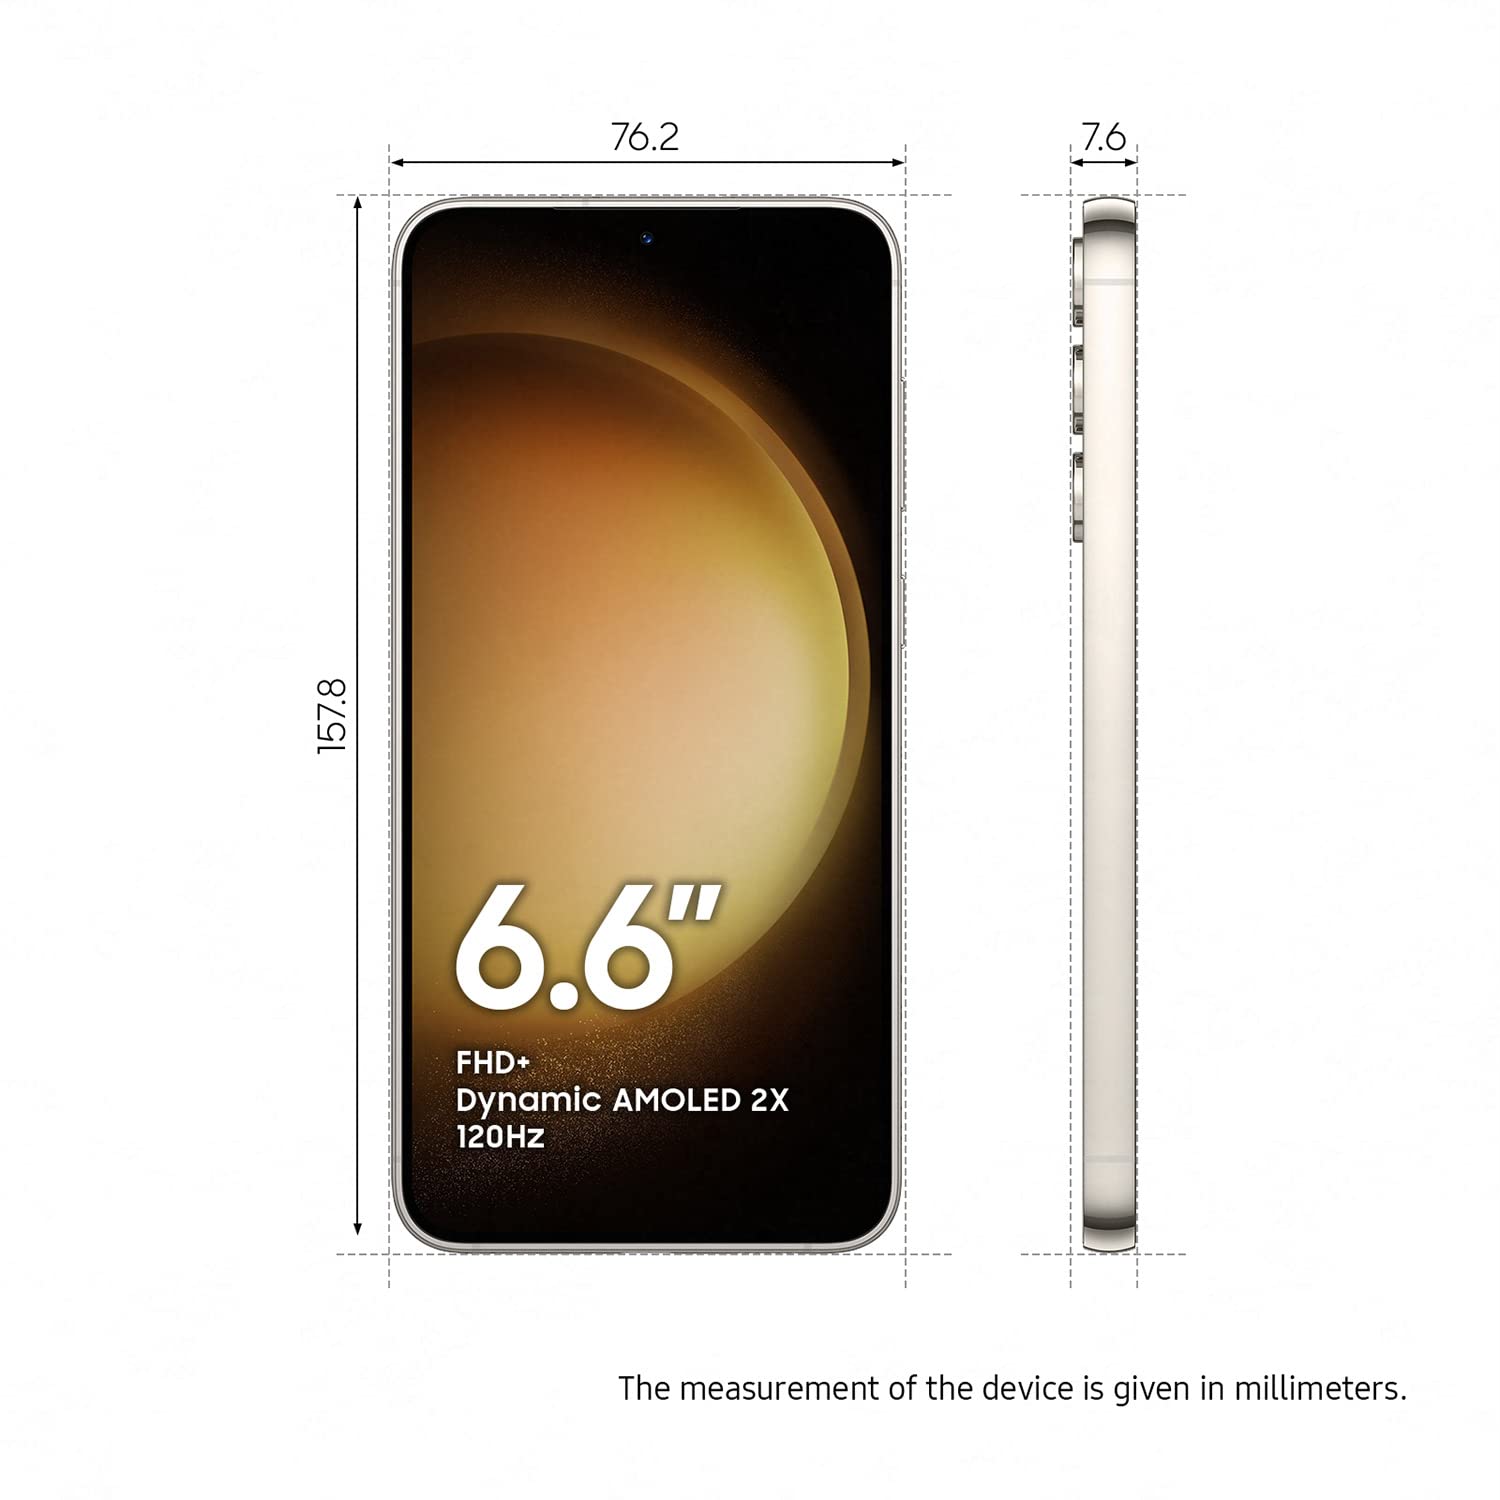 76.2
7.6
157.8
6.6"
FHD+
Dynamic AMOLED 2X
120Hz
The measurement of the device is given in millimeters.